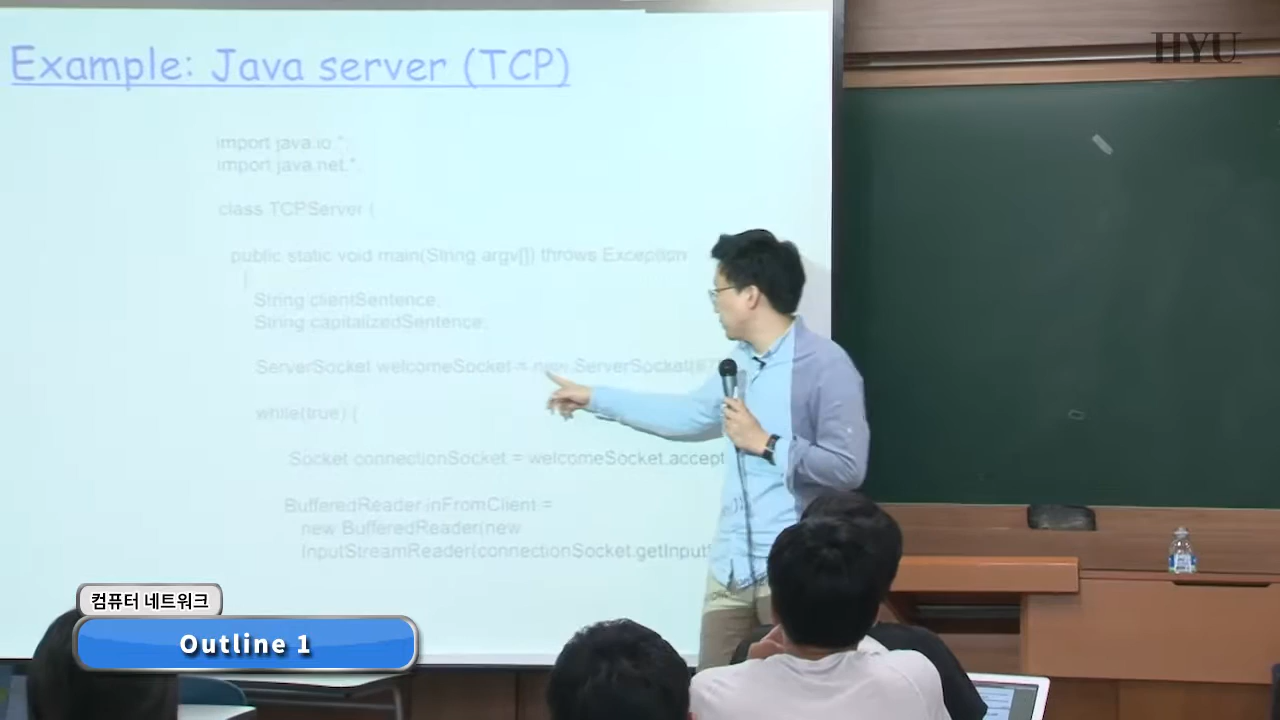 Example: Java server (TCP)
HYU
import java.io.*;
import java.net.*
class TCPServer {
public static void main(String argv[]) throws Exception
{
String clientSentence;
String capitalizedSentence;
ServerSocket welcomeSocket = new ServerSocket(
while(true) {
Socket connectionSocket = welcomeSocket.accept
BufferedReader inFromClient =
new BufferedReader(new
InputStreamReader(connectionSocket.getInput
컴퓨터 네트워크
Outline 1